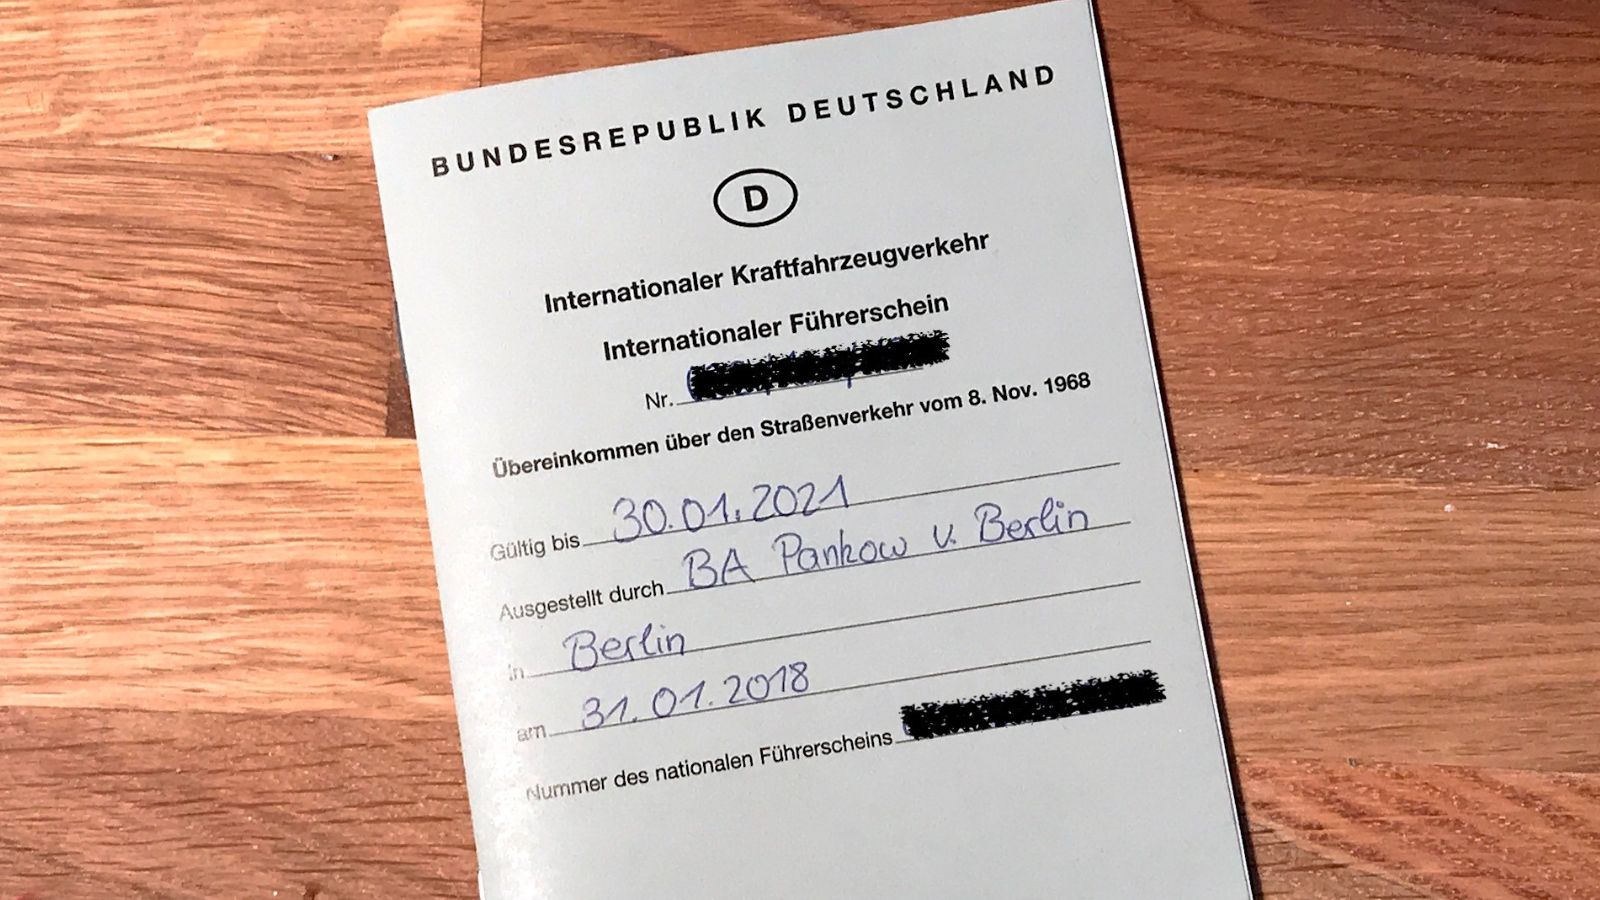 BUNDESREPUBLIK DEUTSCHLAND
D
Internationaler Kraftfahrzeugverkehr
Internationaler Führerschein
Nr.
Übereinkommen über den Straßenverkehr vom 8. Nov. 1968
Gültig bis 30.01.2021
Ausgestellt durch BA Pankow v. Berlin
in Berlin
am 31.01.2018
Nummer des nationalen Führerscheins